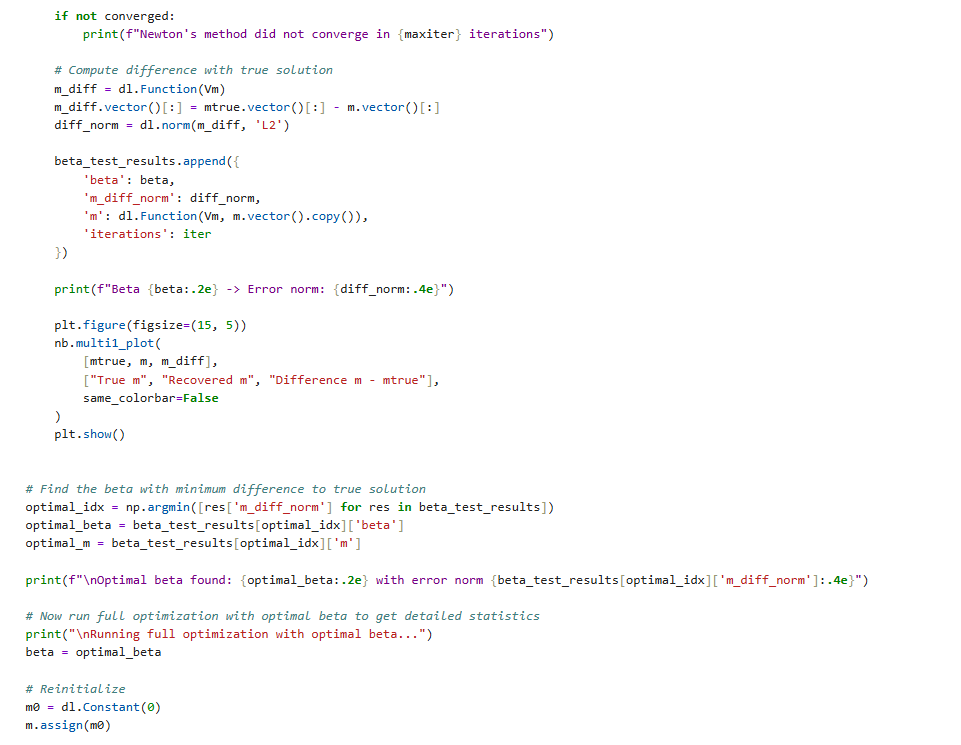 if not converged:
print(f"Newton's method did not converge in {maxiter} iterations")
# Compute difference with true solution
m_diff = dl.Function(Vm)
m_diff.vector()[:] = mtrue.vector()[:] - m.vector()[:]
diff_norm = dl.norm(m_diff, 'L2')
beta_test_results.append({
'beta': beta,
'm_diff_norm': diff_norm,
'm': dl.Function(Vm, m.vector().copy()),
'iterations': iter
})
print(f"Beta {beta:.2e} -> Error norm: {diff_norm:.4e}")
plt.figure(figsize=(15, 5))
nb.multi1_plot(
[mtrue, m, m_diff],
["True m", "Recovered m", "Difference m - mtrue"],
same_colorbar=False
)
plt.show()
# Find the beta with minimum difference to true solution
optimal_idx = np.argmin([res['m_diff_norm'] for res in beta_test_results])
optimal_beta = beta_test_results[optimal_idx]['beta']
optimal_m = beta_test_results[optimal_idx]['m']
print(f"\nOptimal beta found: {optimal_beta:.2e} with error norm {beta_test_results[optimal_idx]['m_diff_norm']:.4e}")
# Now run full optimization with optimal beta to get detailed statistics
print("\nRunning full optimization with optimal beta...")
beta = optimal_beta
# Reinitialize
m0 = dl.Constant(0)
m.assign(m0)